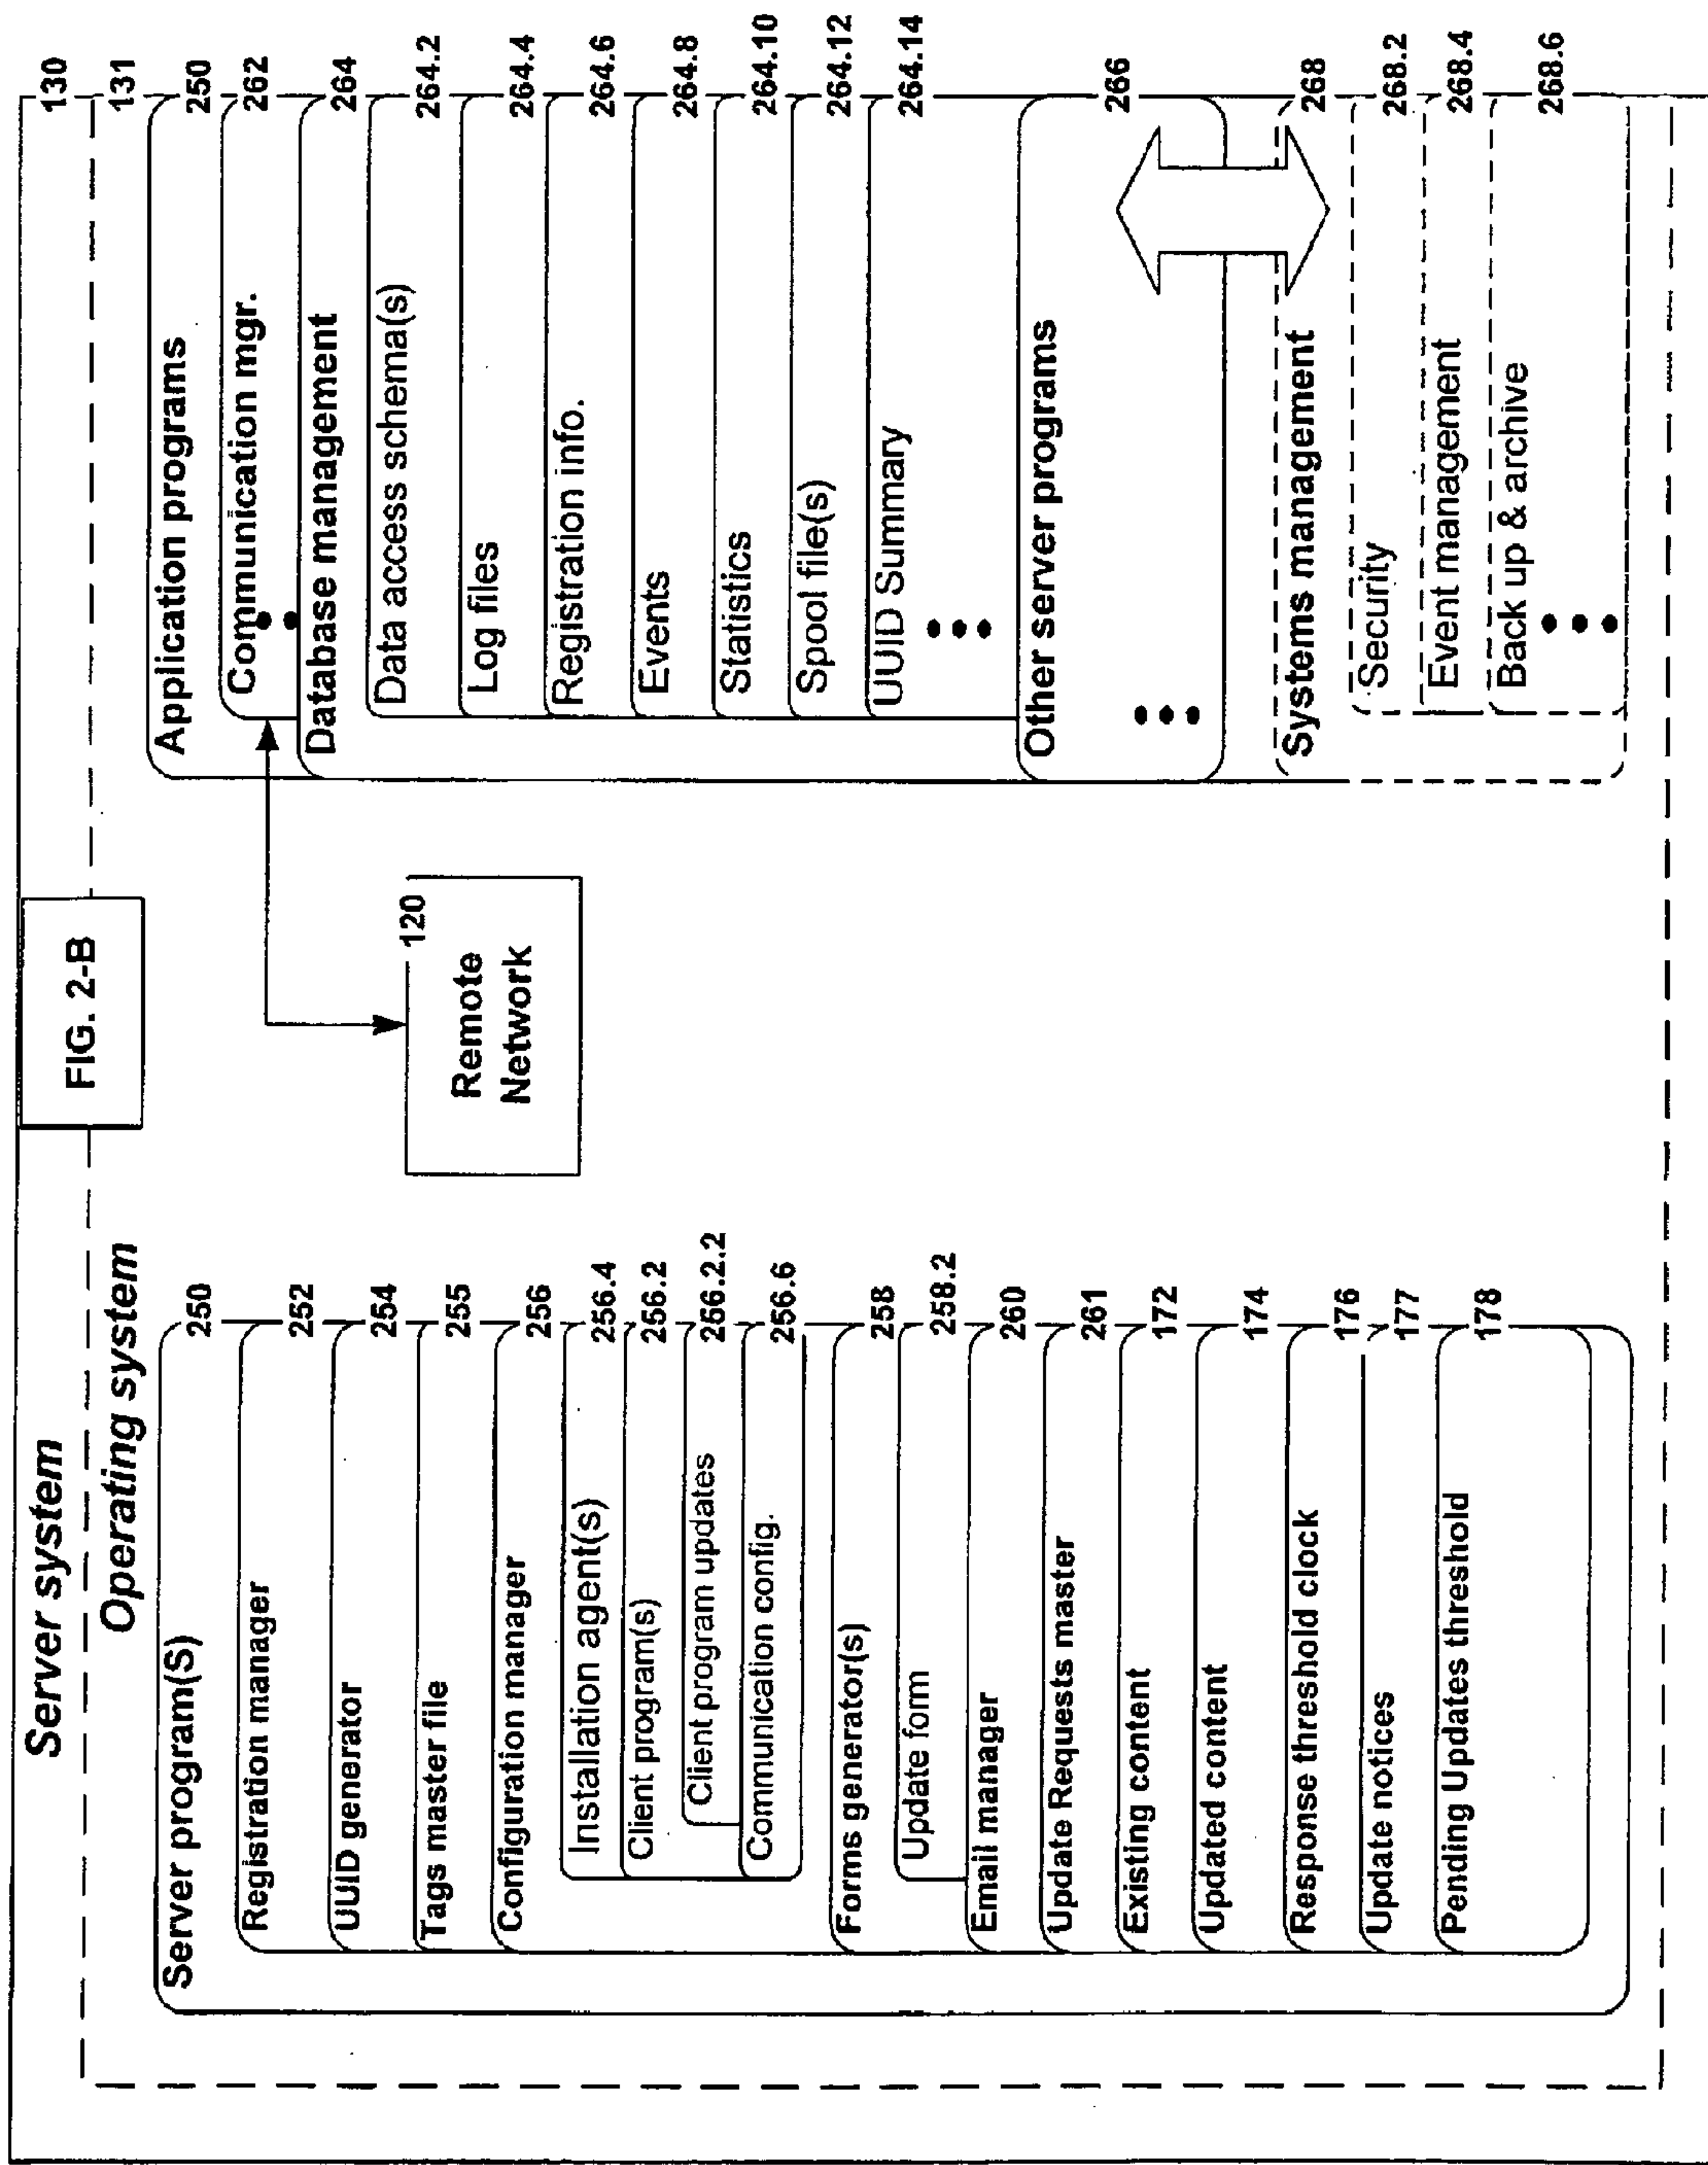 FIG. 2-B
Server system
130
Operating system
131
Server program(S)
250
Registration manager
252
UUID generator
254
Tags master file
255
Configuration manager
256
Installation agent(s)
256.4
Client program(s)
256.2
Client program updates
256.2.2
Communication config.
256.6
Forms generator(s)
258
Update form
258.2
Email manager
260
Update Requests master
261
Existing content
172
Updated content
174
Response threshold clock
176
Update notices
177
Pending Updates threshold
178
120
Remote
Network
Application programs
250
Communication mgr.
262
Database management
264
Data access schema(s)
264.2
Log files
264.4
Registration info.
264.6
Events
264.8
Statistics
264.10
Spool file(s)
264.12
UUID Summary
264.14
Other server programs
266
Systems management
268
Security
268.2
Event management
268.4
Back up & archive
268.6